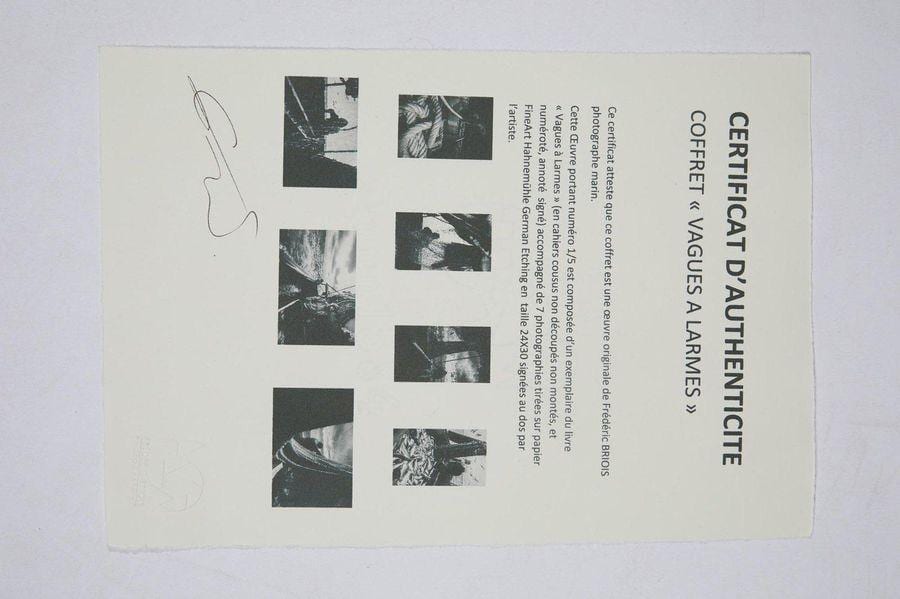 CERTIFICAT D'AUTHENTICITE
COFFRET « VAGUES A LARMES »
Ce certificat atteste que ce coffret est une œuvre originale de Frédéric BRIOIS
photographe marin.
Cette Œuvre portant numéro 1/5 est composée d'un exemplaire du livre
« Vagues à Larmes » (en cahiers cousus non découpés non montés, et
numéroté, annoté signé) accompagné de 7 photographies tirées sur papier
FineArt Hahnemühle German Etching en taille 24X30 signées au dos par
l'artiste.